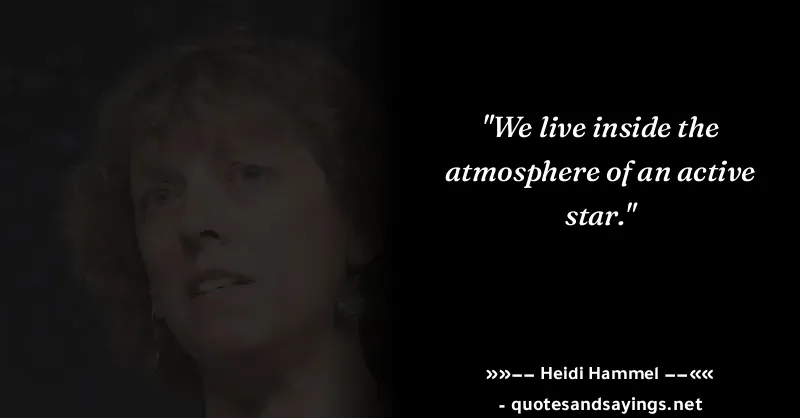 "We live inside the
atmosphere of an active
star."
»»−− Heidi Hammel −−««
- quotesandsayings.net